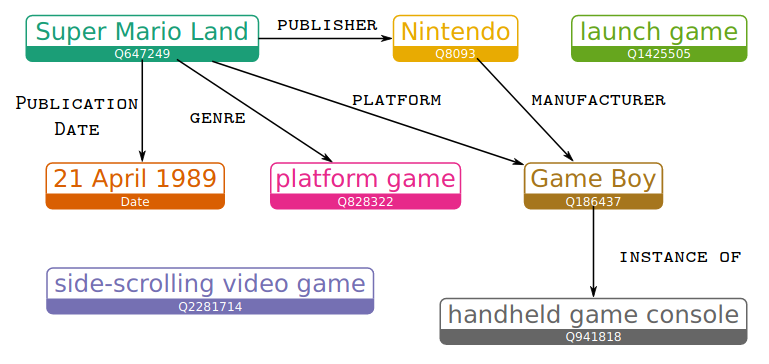 Super Mario Land
Q647249
PUBLISHER
Nintendo
Q8093
launch game
Q1425505
PUBLICATION
DATE
GENRE
PLATFORM
MANUFACTURER
21 April 1989
Date
platform game
Q828322
Game Boy
Q186437
INSTANCE OF
side-scrolling video game
Q2281714
handheld game console
Q941818